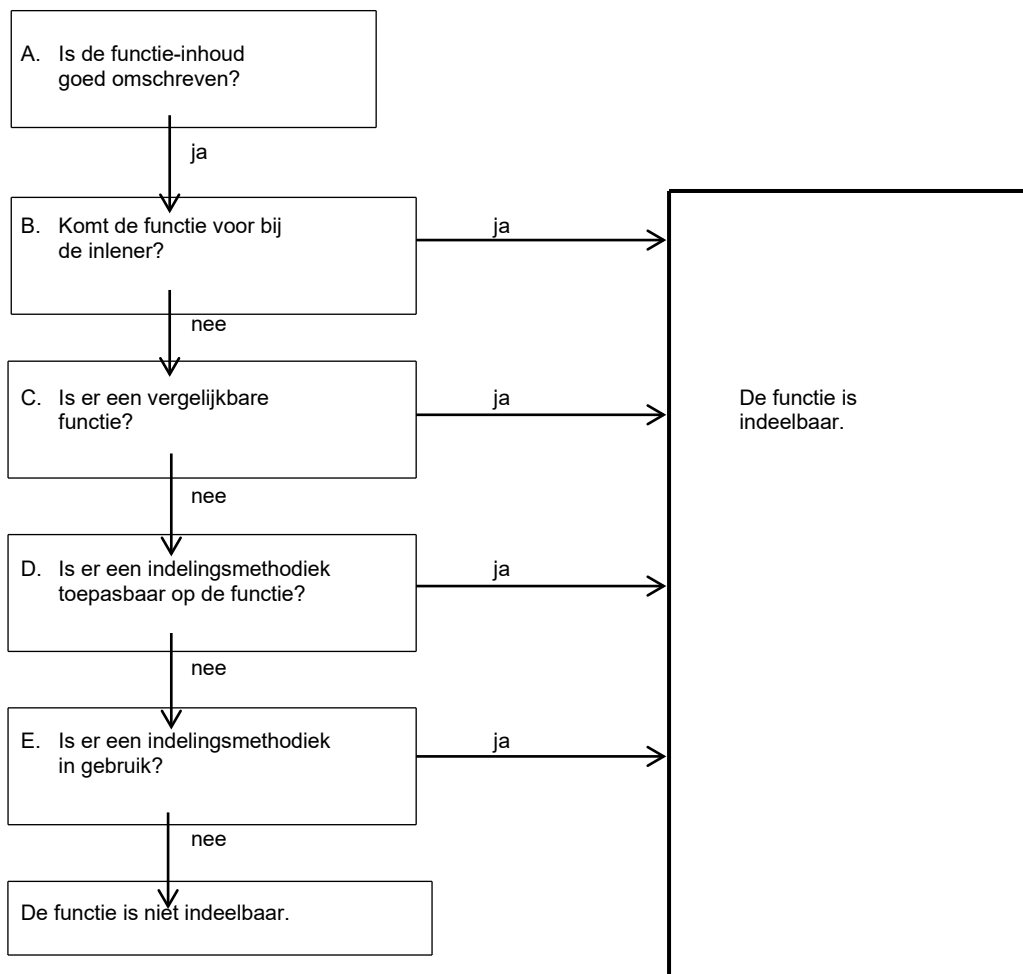 A. Is de functie-inhoud
goed omschreven?
ja
B. Komt de functie voor bij
de inlener?
ja
nee
C. Is er een vergelijkbare
functie?
ja
De functie is
indeelbaar.
nee
D. Is er een indelingsmethodiek
toepasbaar op de functie?
ja
nee
E. Is er een indelingsmethodiek
in gebruik?
ja
nee
De functie is niet indeelbaar.